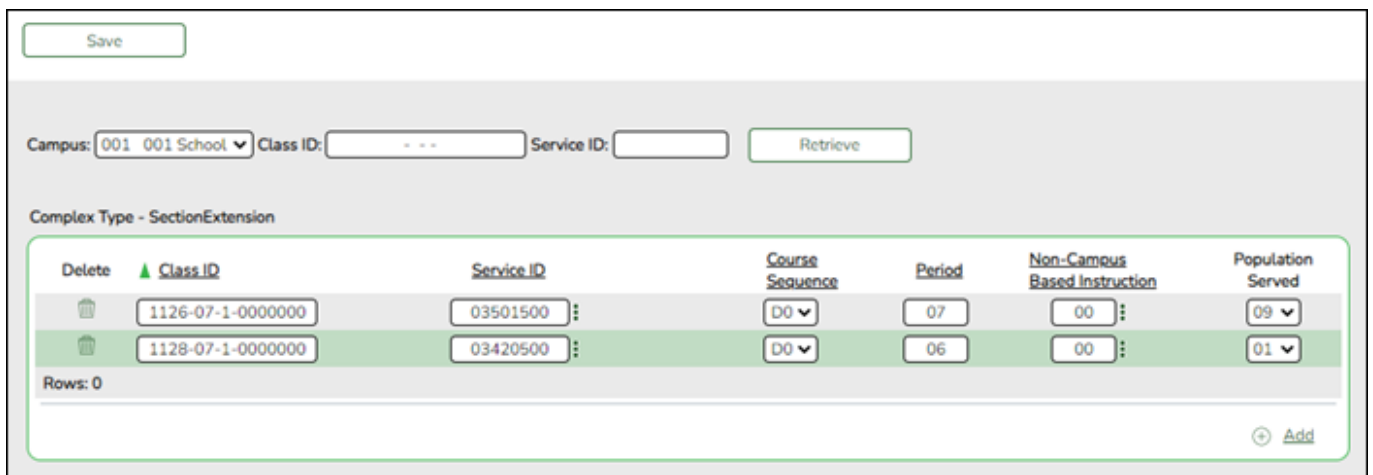 Save
Campus: 001 001 School Class ID: - - - Service ID: Retrieve
Complex Type - SectionExtension
Delete Class ID Service ID Course Sequence Period Non-Campus Based Instruction Population Served
1126-07-1-0000000 03501500 D0 07 00 09
1128-07-1-0000000 03420500 D0 06 00 01
Rows: 0
Add